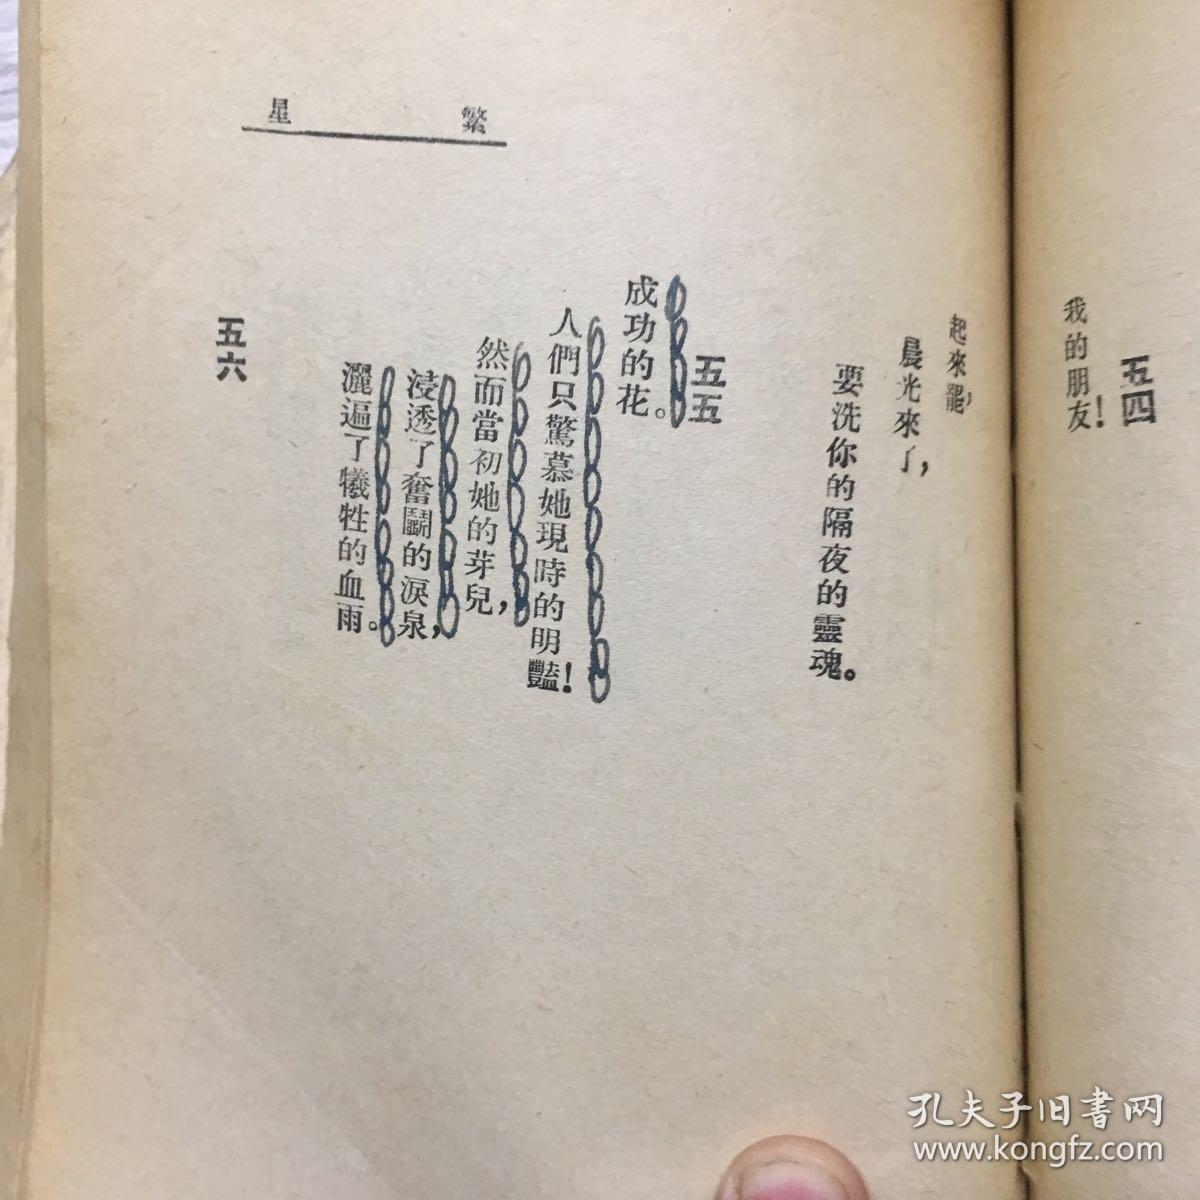 五四
我的朋友！
繁星
起來罷，
晨光來了，
要洗你的隔夜的靈魂。
五五
成功的花。
人們只驚慕她現時的明豔！
然而當初她的芽兒，
浸透了奮鬭的淚泉，
灑遍了犧牲的血雨。
五六
孔夫子旧书网
www.kongfz.com